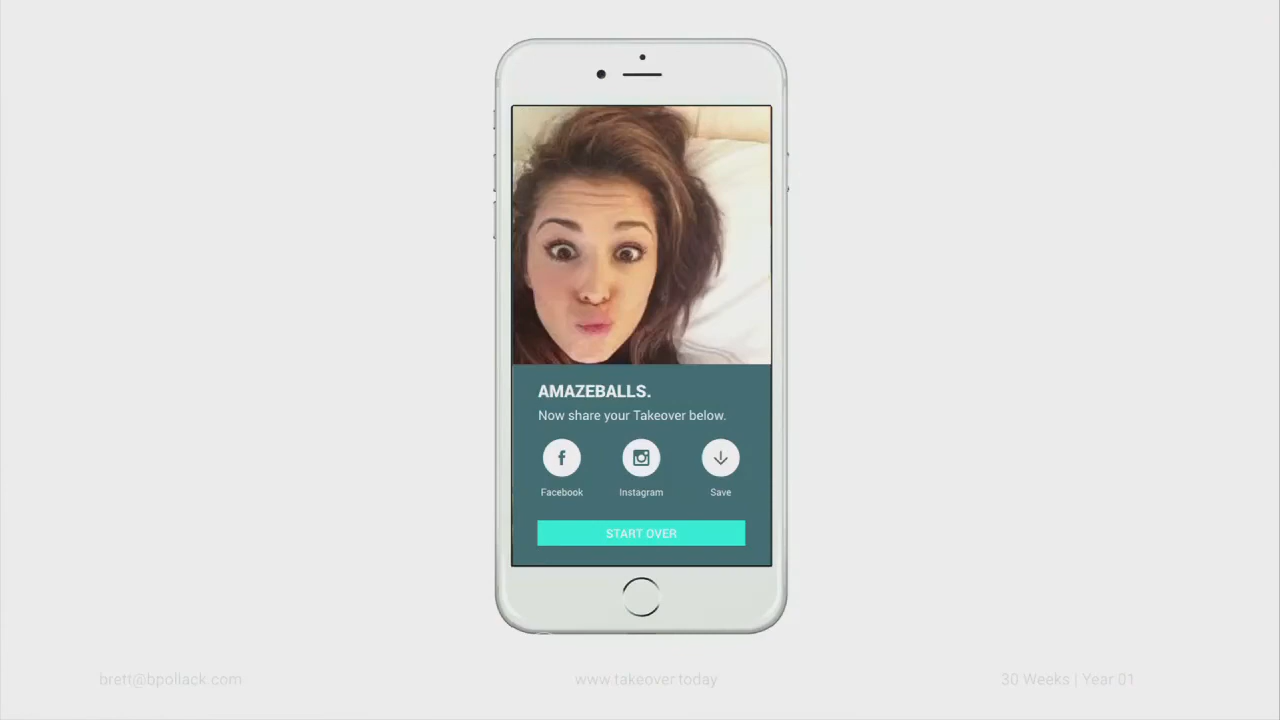 AMAZEBALLS.
Now share your Takeover below.
Facebook
Instagram
Save
START OVER
brett@bpollack.com
www.takeover.today
30 Weeks | Year 01